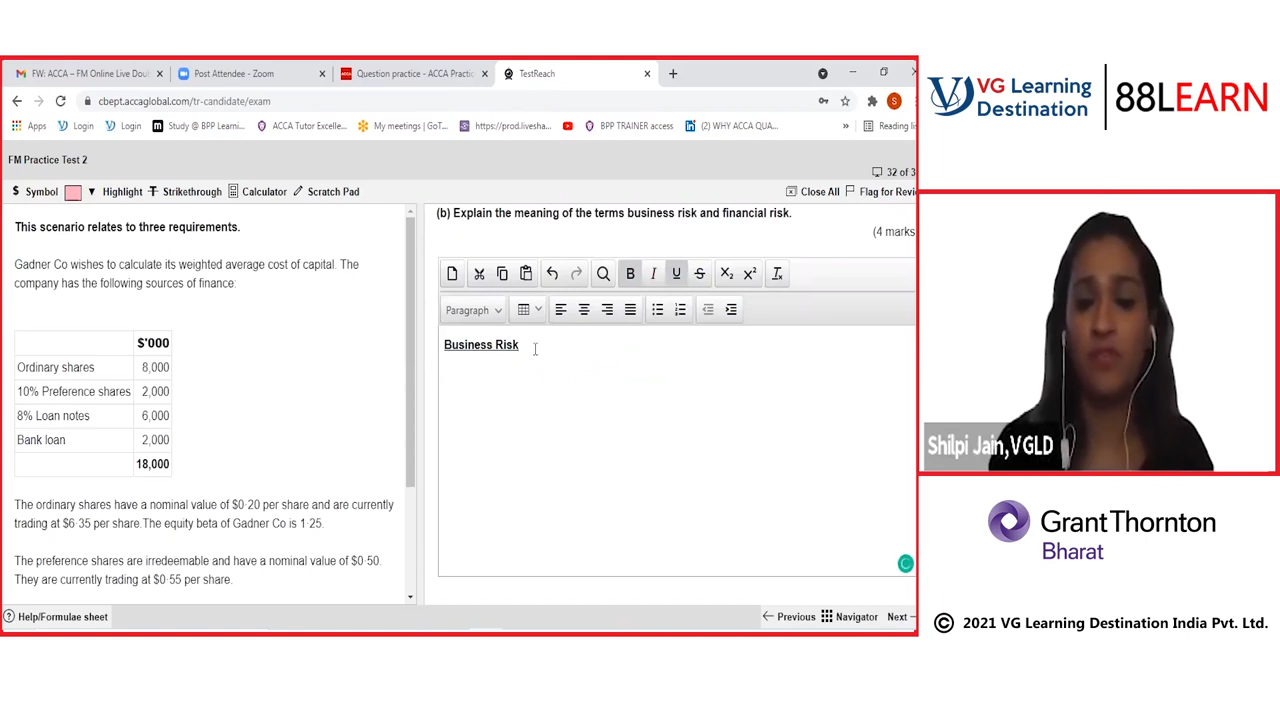 FW: ACCA – FM Online Live Dou
Post Attendee - Zoom
Question practice - ACCA Practic
TestReach
cbept.accaglobal.com/tr-candidate/exam
S
Apps
Login
Login
Study @ BPP Learni...
ACCA Tutor Excelle...
My meetings | GoT...
https://prod.livesha...
BPP TRAINER access
(2) WHY ACCA QUA...
»
Reading lis
FM Practice Test 2
32 of 3
$ Symbol
Highlight
Strikethrough
Calculator
Scratch Pad
Close All
Flag for Revie
This scenario relates to three requirements.
Gadner Co wishes to calculate its weighted average cost of capital. The
company has the following sources of finance:
$'000
Ordinary shares 8,000
10% Preference shares 2,000
8% Loan notes 6,000
Bank loan 2,000
18,000
The ordinary shares have a nominal value of $0·20 per share and are currently
trading at $6·35 per share.The equity beta of Gadner Co is 1·25.
The preference shares are irredeemable and have a nominal value of $0·50.
They are currently trading at $0·55 per share.
(b) Explain the meaning of the terms business risk and financial risk.
(4 marks
B I U S X₂ X² Tx
Paragraph
Business Risk
Help/Formulae sheet
Previous
Navigator
Next
VG Learning
Destination
88LEARN
Shilpi Jain,VGLD
GrantThornton
Bharat
© 2021 VG Learning Destination India Pvt. Ltd.